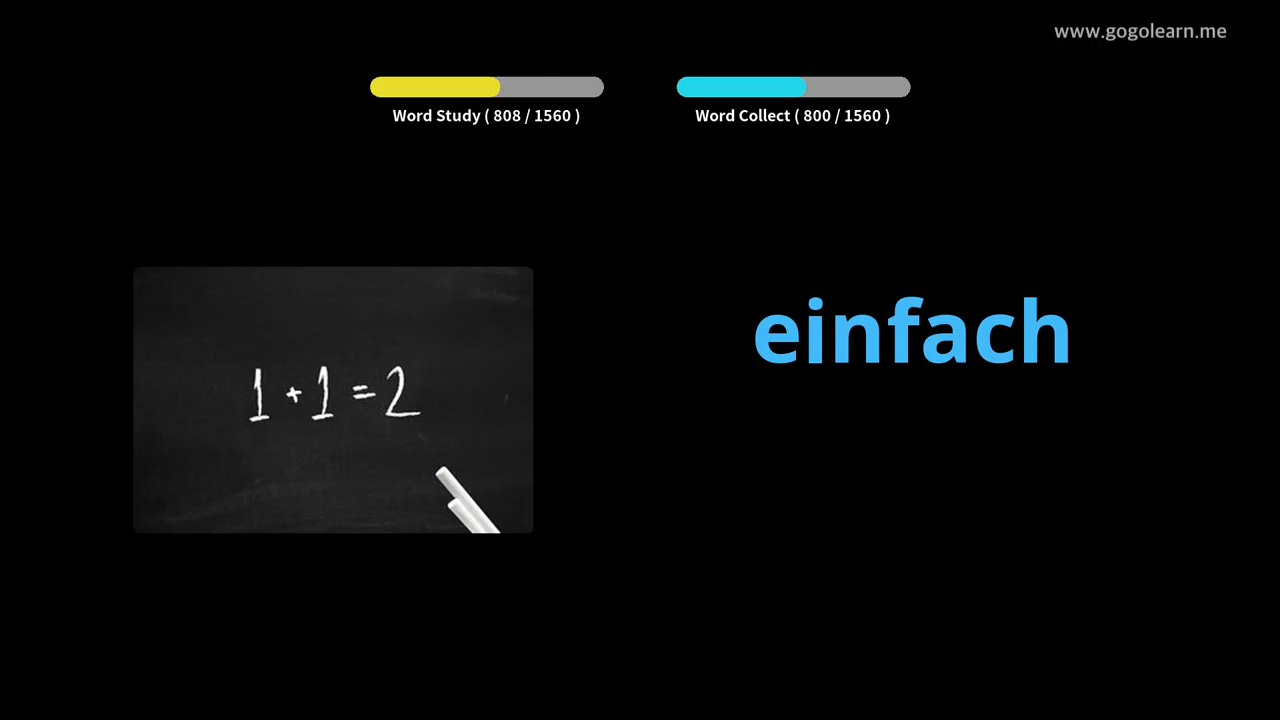 www.gogolearn.me
Word Study ( 808 / 1560 )
Word Collect ( 800 / 1560 )
einfach
1 + 1 = 2